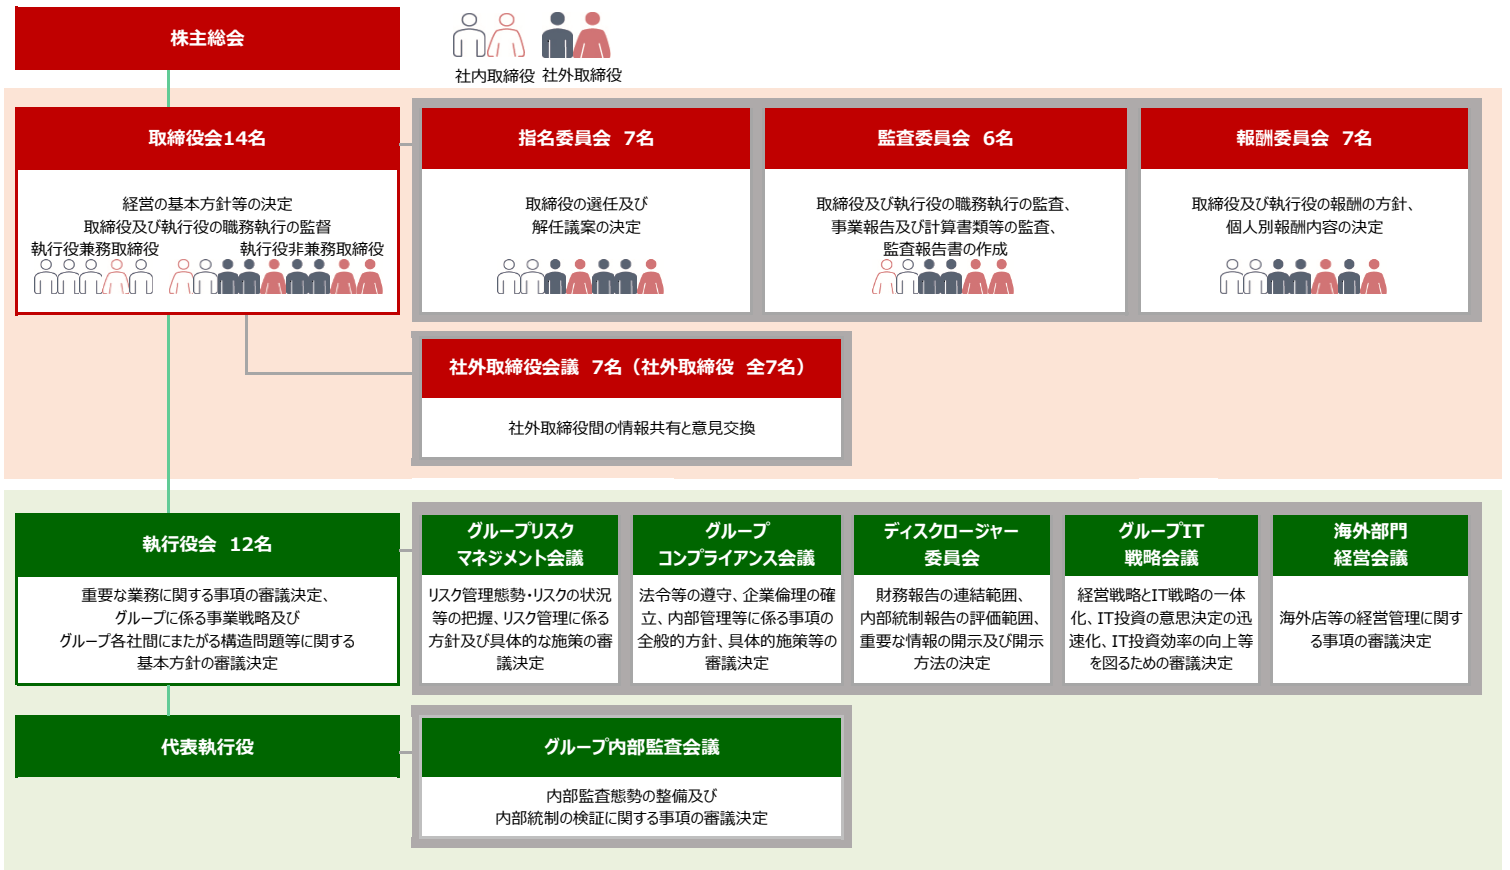 株主総会
社内取締役 社外取締役
取締役会14名
経営の基本方針等の決定
取締役及び執行役の職務執行の監督
執行役兼務取締役
執行役非兼務取締役
指名委員会 7名
取締役の選任及び
解任議案の決定
監査委員会 6名
取締役及び執行役の職務執行の監査、
事業報告及び計算書類等の監査、
監査報告書の作成
報酬委員会 7名
取締役及び執行役の報酬の方針、
個人別報酬内容の決定
社外取締役会議 7名（社外取締役 全7名）
社外取締役間の情報共有と意見交換
執行役会 12名
重要な業務に関する事項の審議決定、
グループに係る事業戦略及び
グループ各社間にまたがる構造問題等に関する
基本方針の審議決定
グループリスク
マネジメント会議
リスク管理態勢・リスクの状況
等の把握、リスク管理に係る
方針及び具体的な施策の審
議決定
グループ
コンプライアンス会議
法令等の遵守、企業倫理の確
立、内部管理等に係る事項の
全般的方針、具体的施策等の
審議決定
ディスクロージャー
委員会
財務報告の連結範囲、
内部統制報告の評価範囲、
重要な情報の開示及び開示
方法の決定
グループIT
戦略会議
経営戦略とIT戦略の一体
化、IT投資の意思決定の迅
速化、IT投資効率の向上等
を図るための審議決定
海外部門
経営会議
海外店等の経営管理に関す
る事項の審議決定
代表執行役
グループ内部監査会議
内部監査態勢の整備及び
内部統制の検証に関する事項の審議決定